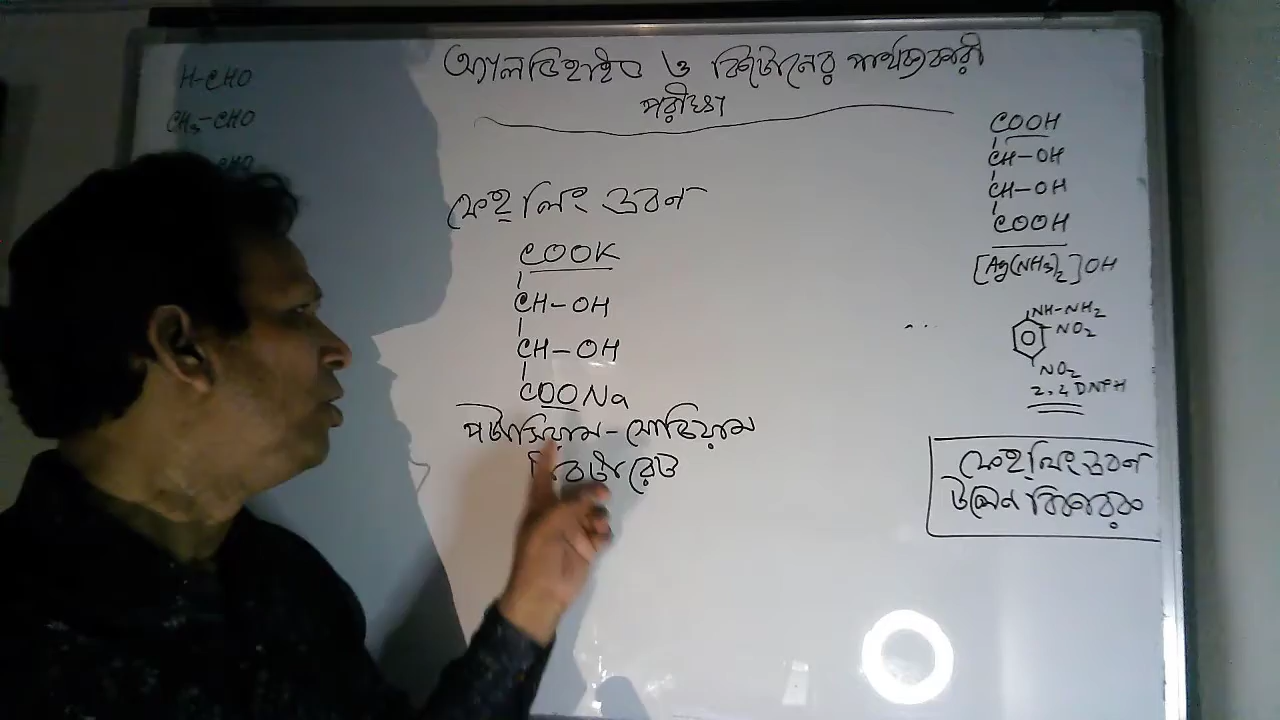 H-CHO
CH₃-CHO
CHO
অ্যালডিহাইড ও কিটোনের পার্থক্যকারী
পরীক্ষা
ফেহলিং দ্রবণ
COOK
CH-OH
CH-OH
COONa
পটাসিয়াম-সোডিয়াম
টারেট
COOH
CH-OH
CH-OH
COOH
[Ag(NH₃)₂]OH
NH-NH₂
NO₂
NO₂
2,4 DNPH
ফেহলিং দ্রবণ
টলেন বিকারক